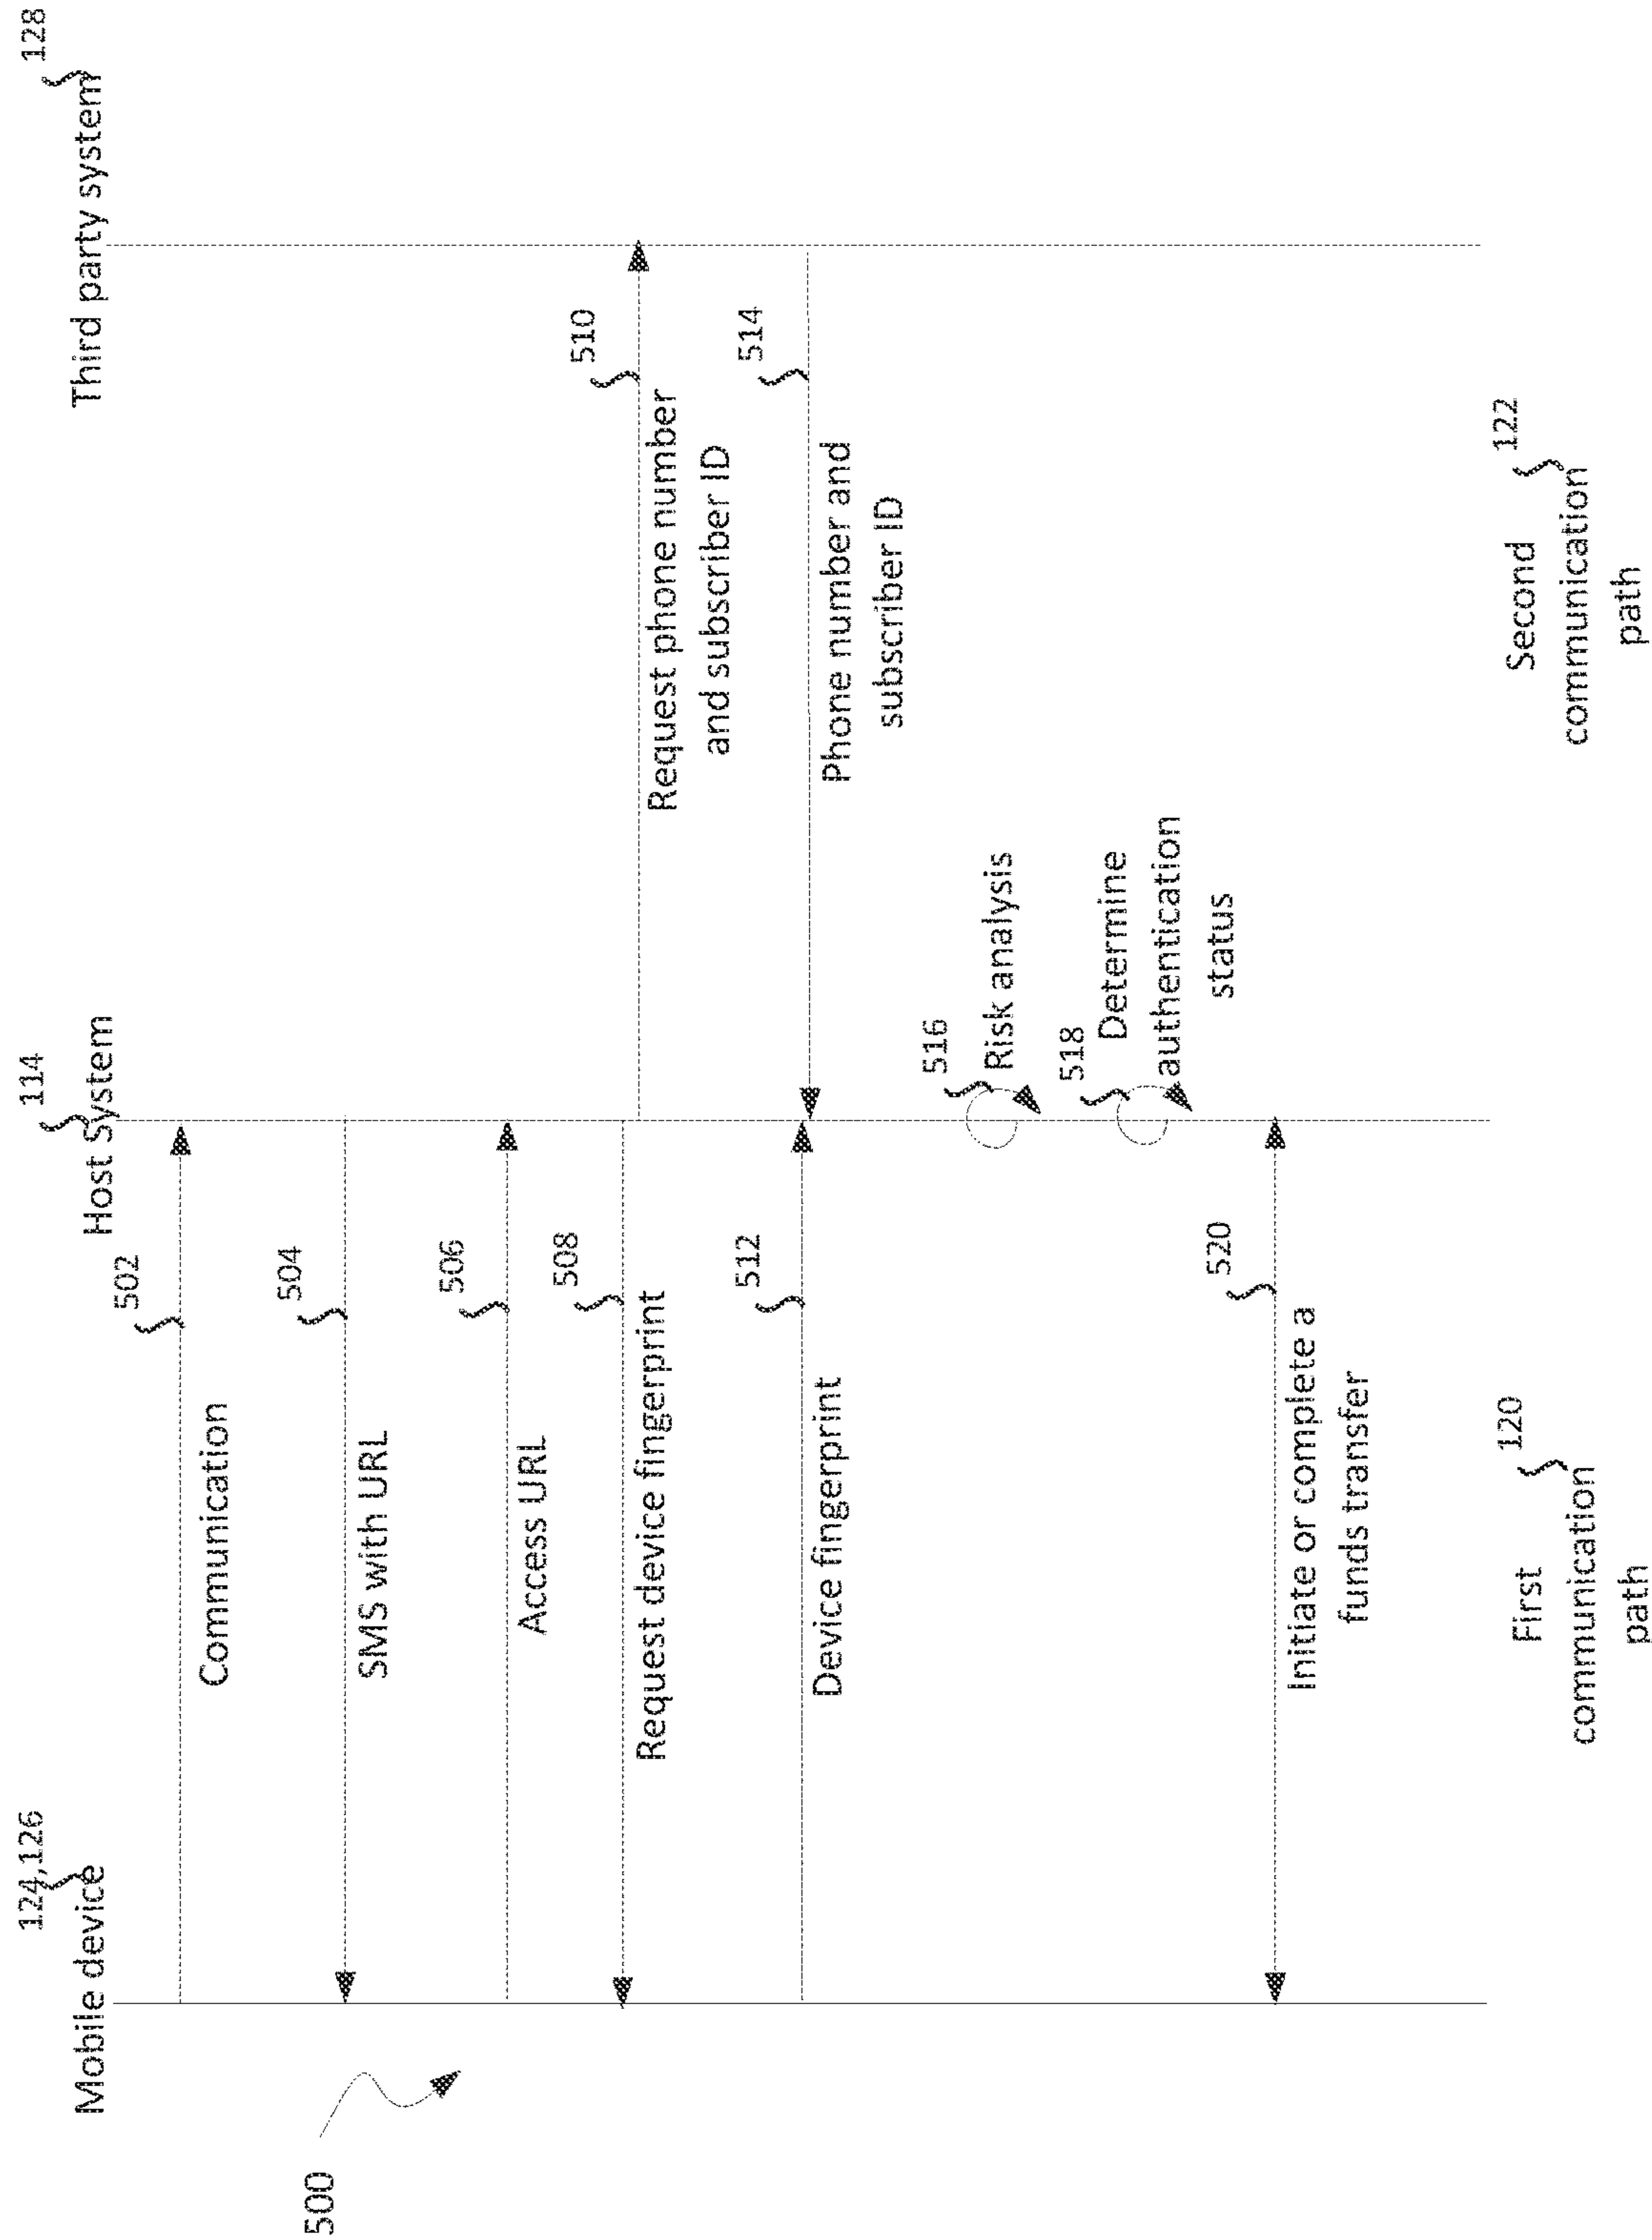 500
124,126
Mobile device
114
Host System
128
Third party system
502
Communication
504
SMS with URL
506
Access URL
508
Request device fingerprint
510
Request phone number
and subscriber ID
512
Device fingerprint
514
Phone number and
subscriber ID
516
Risk analysis
518
Determine
authentication
status
520
Initiate or complete a
funds transfer
First
120
communication
path
Second
122
communication
path